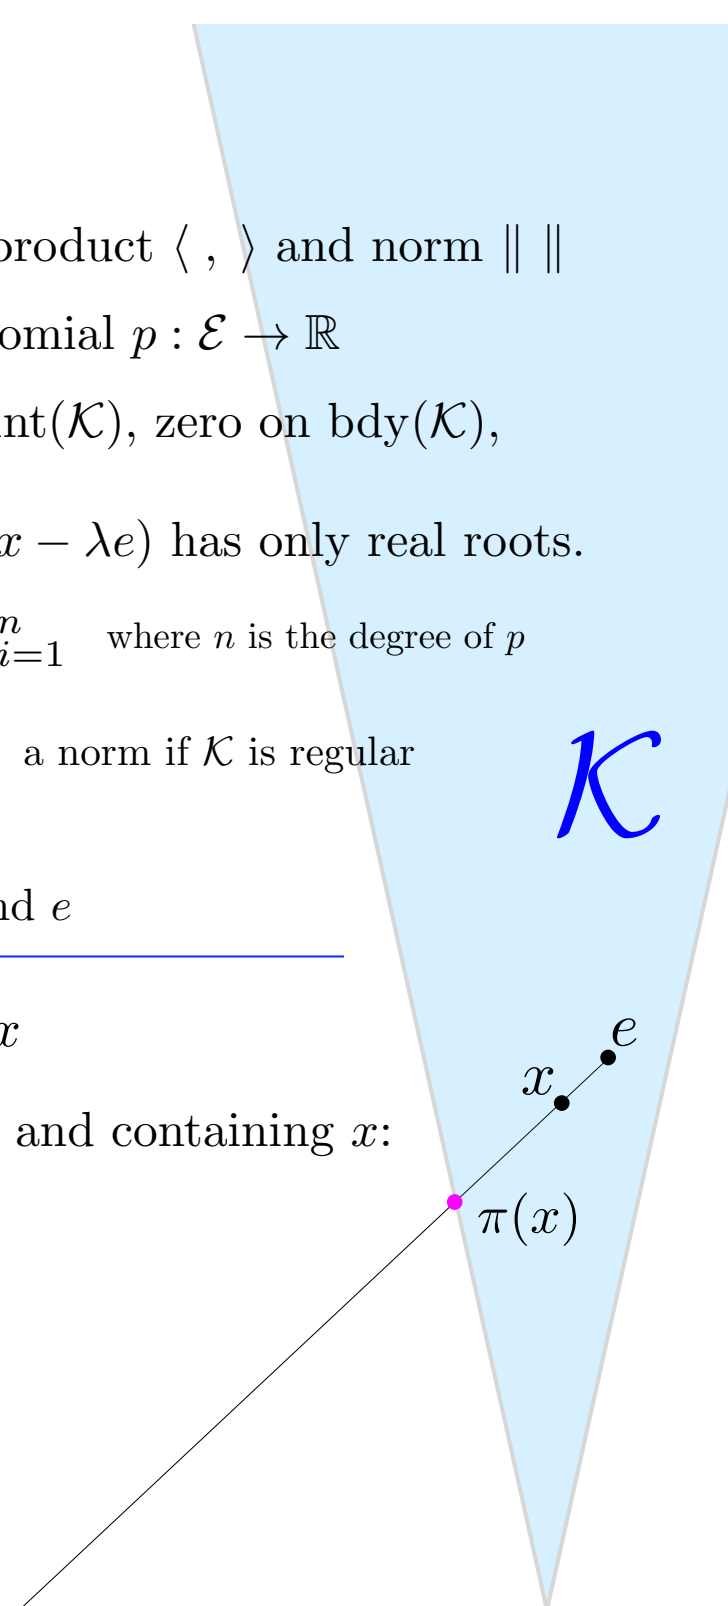 product ⟨ , ⟩ and norm ‖ ‖
omial p : ℰ → ℝ
int(𝒦), zero on bdy(𝒦),
x − λe) has only real roots.
n
i=1 where n is the degree of p
a norm if 𝒦 is regular
𝒦
nd e
x
e
x
and containing x:
π(x)